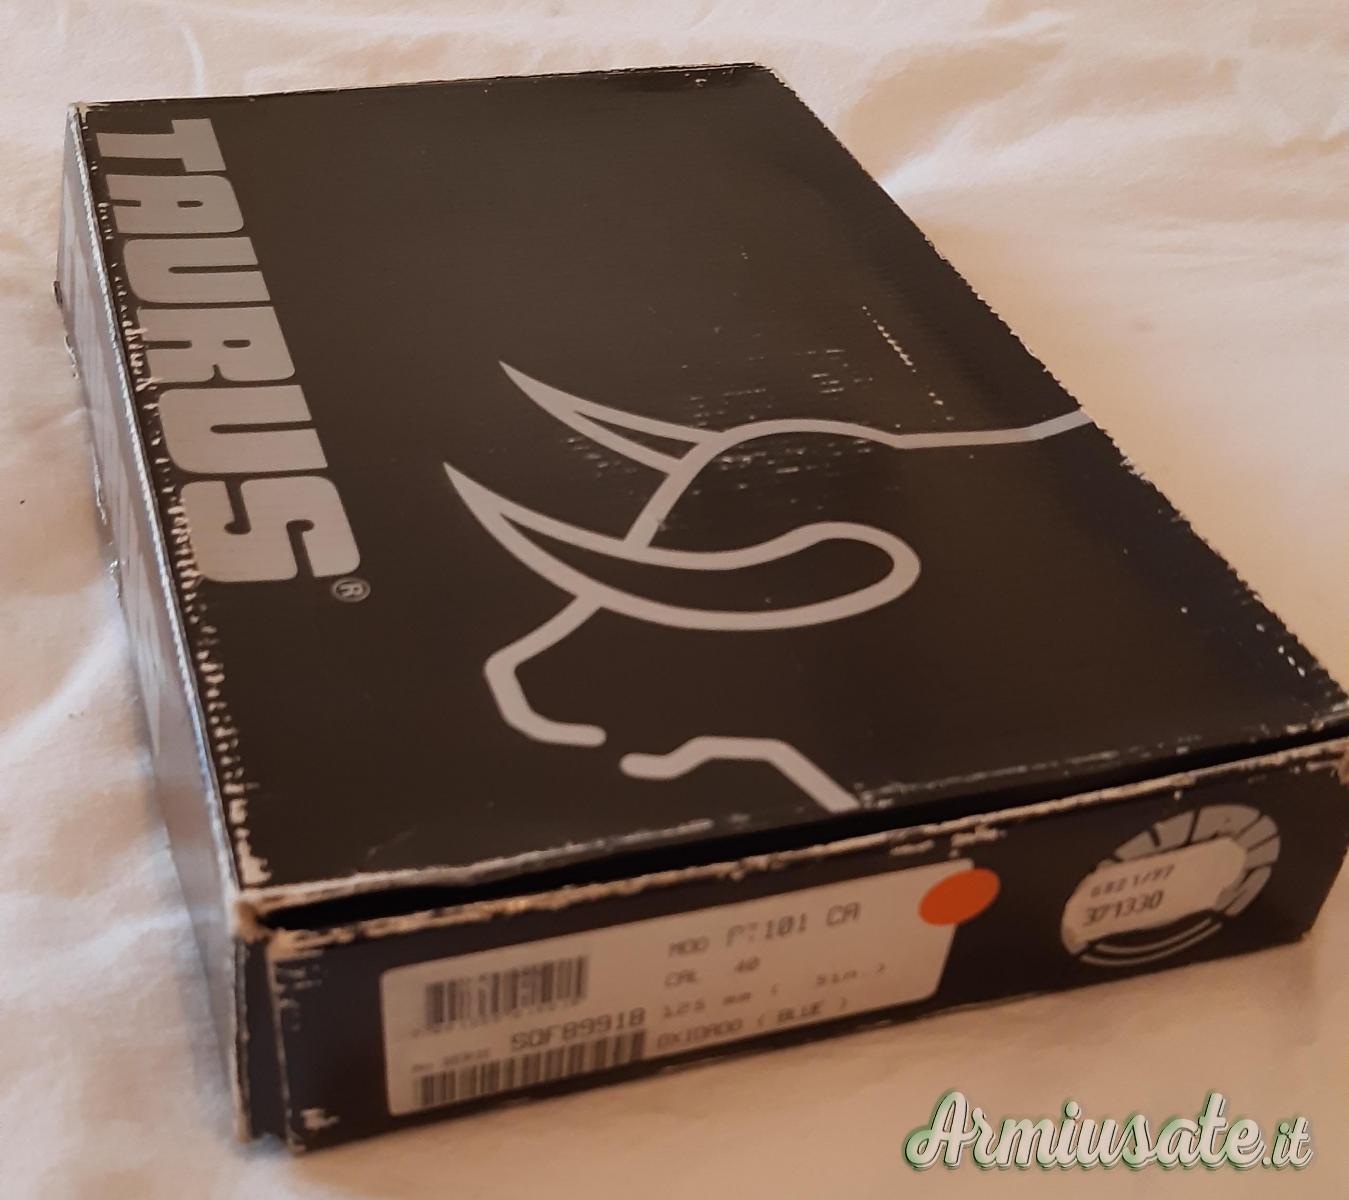 TAURUS®
MOD PT101 CA
CAL 40
125 mm ( 5in. )
SQF89918
OXIDADO ( BLUE )
371330
Armiusate.it